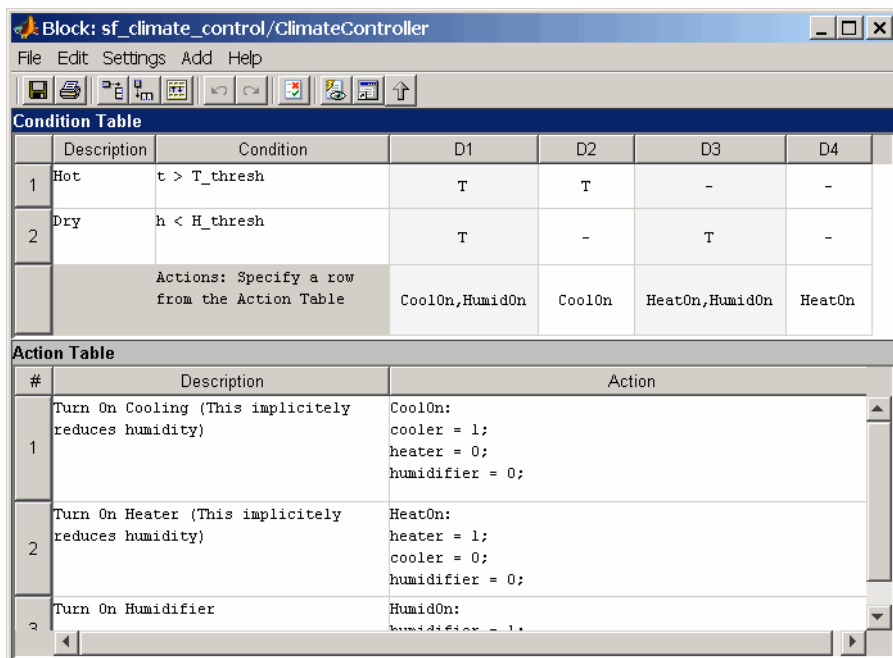 Block: sf_climate_control/ClimateController
File Edit Settings Add Help
Condition Table
Description Condition D1 D2 D3 D4
1 Hot t > T_thresh T T - -
2 Dry h < H_thresh T - T -
Actions: Specify a row
from the Action Table CoolOn,HumidOn CoolOn HeatOn,HumidOn HeatOn
Action Table
# Description Action
1 Turn On Cooling (This implicitely CoolOn:
reduces humidity) cooler = 1;
heater = 0;
humidifier = 0;
2 Turn On Heater (This implicitely HeatOn:
reduces humidity) heater = 1;
cooler = 0;
humidifier = 0;
3 Turn On Humidifier HumidOn:
humidifier = 1;